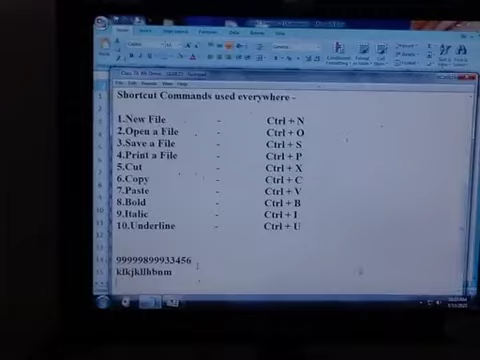 Shortcut Commands used everywhere -
1.New File - Ctrl + N
2.Open a File - Ctrl + O
3.Save a File - Ctrl + S
4.Print a File - Ctrl + P
5.Cut - Ctrl + X
6.Copy - Ctrl + C
7.Paste - Ctrl + V
8.Bold - Ctrl + B
9.Italic - Ctrl + I
10.Underline - Ctrl + U
99999899933456
klkjkllhbnm